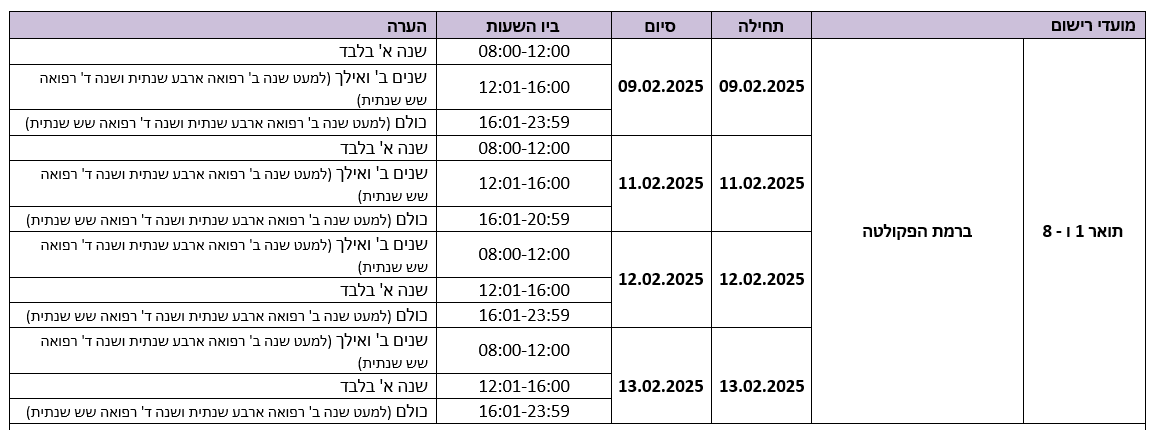 מועדי רישום תחילה סיום ביו השעות הערה
תואר 1 ו - 8 ברמת הפקולטה
09.02.2025 09.02.2025
08:00-12:00 שנה א' בלבד
12:01-16:00 שנים ב' ואילך (למעט שנה ב' רפואה ארבע שנתית ושנה ד' רפואה
שש שנתית)
16:01-23:59 כולם (למעט שנה ב' רפואה ארבע שנתית ושנה ד' רפואה שש שנתית)
11.02.2025 11.02.2025
08:00-12:00 שנה א' בלבד
12:01-16:00 שנים ב' ואילך (למעט שנה ב' רפואה ארבע שנתית ושנה ד' רפואה
שש שנתית)
16:01-20:59 כולם (למעט שנה ב' רפואה ארבע שנתית ושנה ד' רפואה שש שנתית)
12.02.2025 12.02.2025
08:00-12:00 שנים ב' ואילך (למעט שנה ב' רפואה ארבע שנתית ושנה ד' רפואה
שש שנתית)
12:01-16:00 שנה א' בלבד
16:01-23:59 כולם (למעט שנה ב' רפואה ארבע שנתית ושנה ד' רפואה שש שנתית)
13.02.2025 13.02.2025
08:00-12:00 שנים ב' ואילך (למעט שנה ב' רפואה ארבע שנתית ושנה ד' רפואה
שש שנתית)
12:01-16:00 שנה א' בלבד
16:01-23:59 כולם (למעט שנה ב' רפואה ארבע שנתית ושנה ד' רפואה שש שנתית)